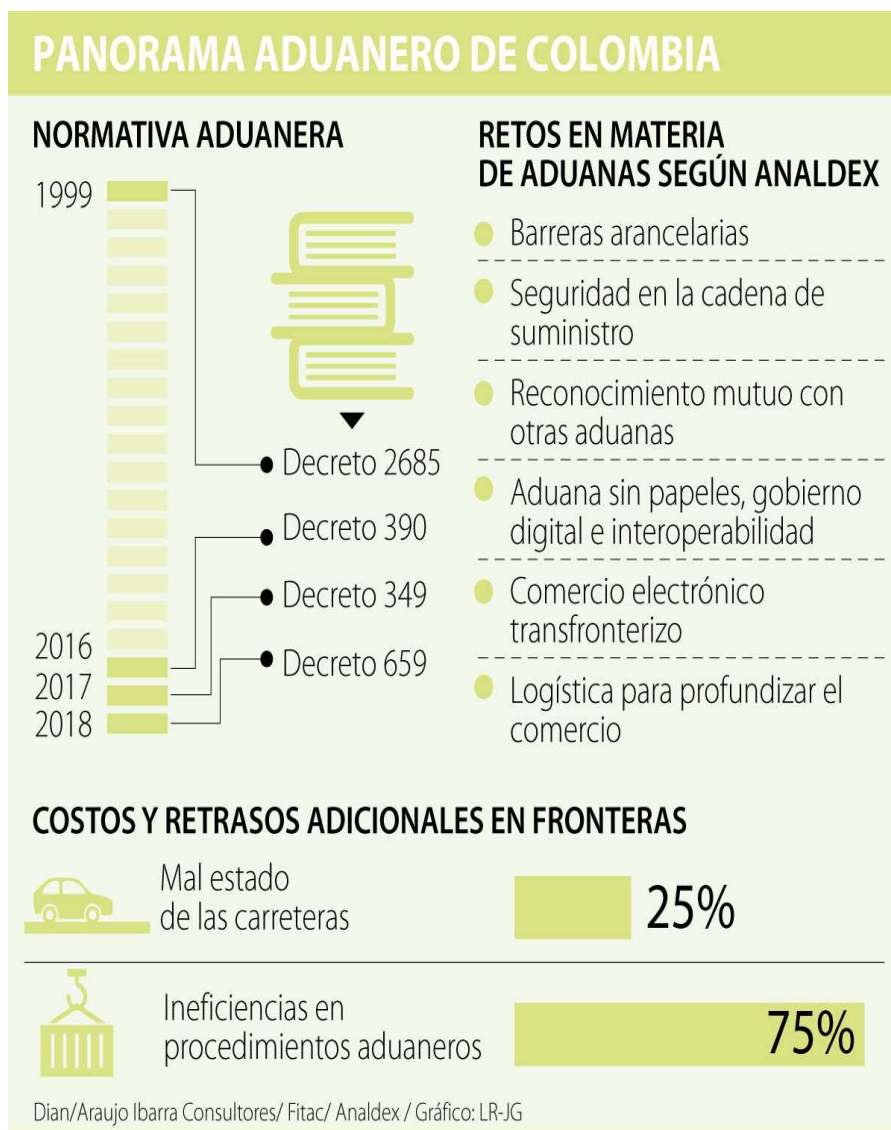 PANORAMA ADUANERO DE COLOMBIA
NORMATIVA ADUANERA
1999
Decreto 2685
Decreto 390
Decreto 349
Decreto 659
2016
2017
2018
RETOS EN MATERIA
DE ADUANAS SEGÚN ANALDEX
Barreras arancelarias
Seguridad en la cadena de
suministro
Reconocimiento mutuo con
otras aduanas
Aduana sin papeles, gobierno
digital e interoperabilidad
Comercio electrónico
transfronterizo
Logística para profundizar el
comercio
COSTOS Y RETRASOS ADICIONALES EN FRONTERAS
Mal estado
de las carreteras
25%
Ineficiencias en
procedimientos aduaneros
75%
Dian/Araujo Ibarra Consultores/ Fitac/ Analdex / Gráfico: LR-JG